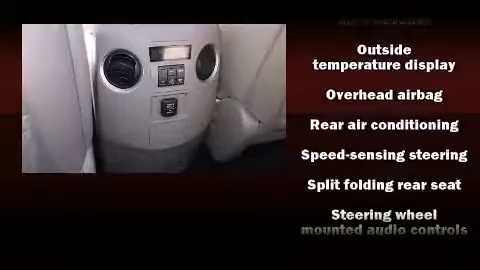 Outside
temperature display
Overhead airbag
Rear air conditioning
Speed-sensing steering
Split folding rear seat
Steering wheel
mounted audio controls